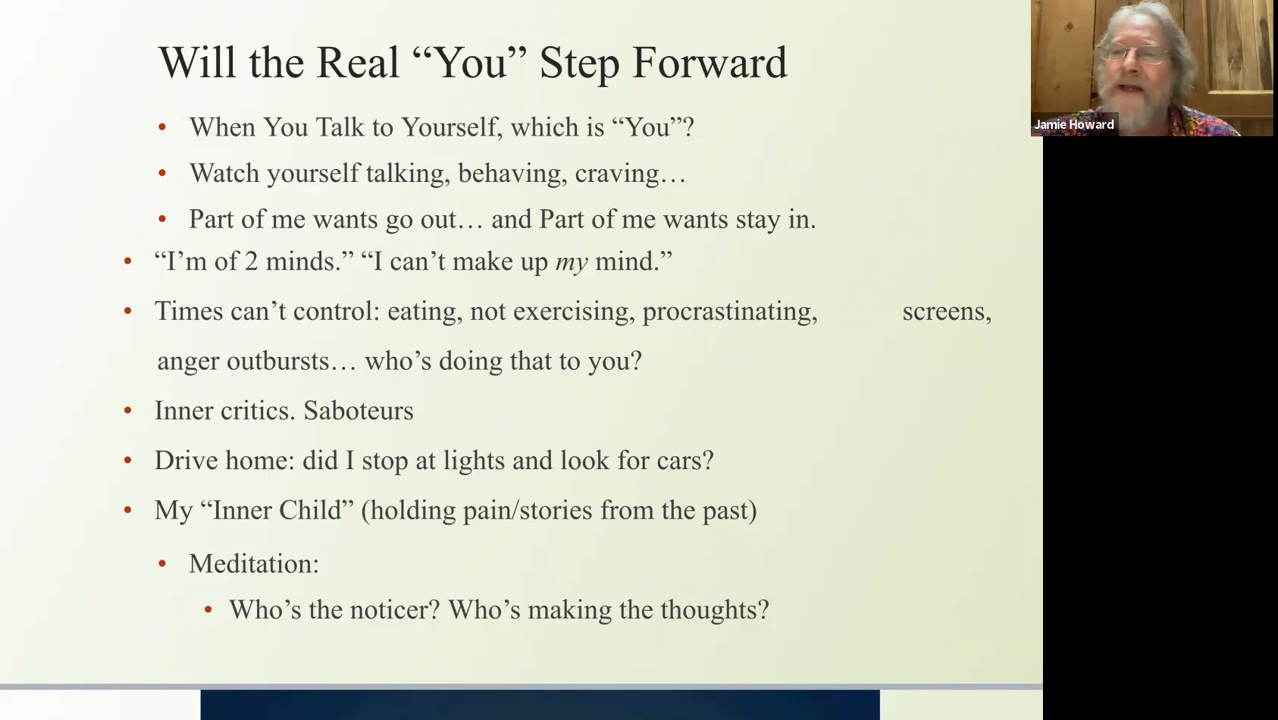 Will the Real “You” Step Forward
Jamie Howard
• When You Talk to Yourself, which is “You”?
• Watch yourself talking, behaving, craving…
• Part of me wants go out… and Part of me wants stay in.
• “I’m of 2 minds.” “I can’t make up my mind.”
• Times can’t control: eating, not exercising, procrastinating, screens,
anger outbursts… who’s doing that to you?
• Inner critics. Saboteurs
• Drive home: did I stop at lights and look for cars?
• My “Inner Child” (holding pain/stories from the past)
• Meditation:
• Who’s the noticer? Who’s making the thoughts?